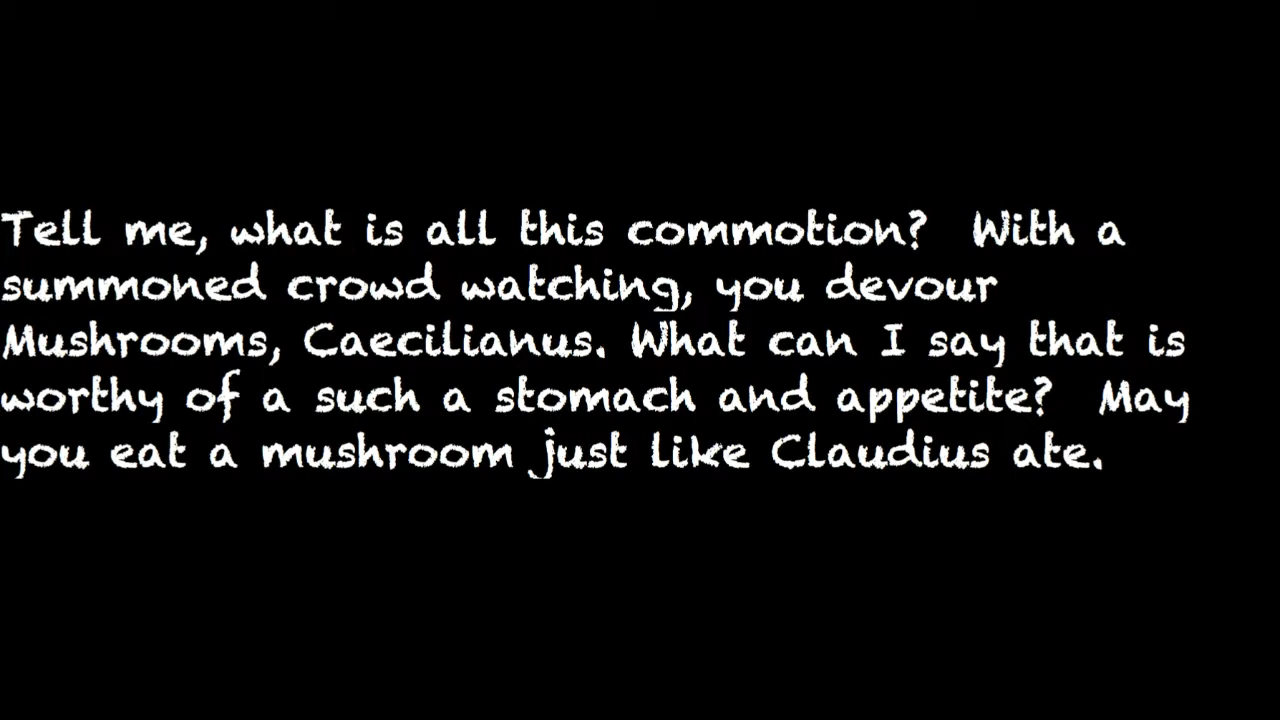 Tell me, what is all this commotion?  With a
summoned crowd watching, you devour
Mushrooms, Caecilianus. What can I say that is
worthy of a such a stomach and appetite?  May
you eat a mushroom just like Claudius ate.